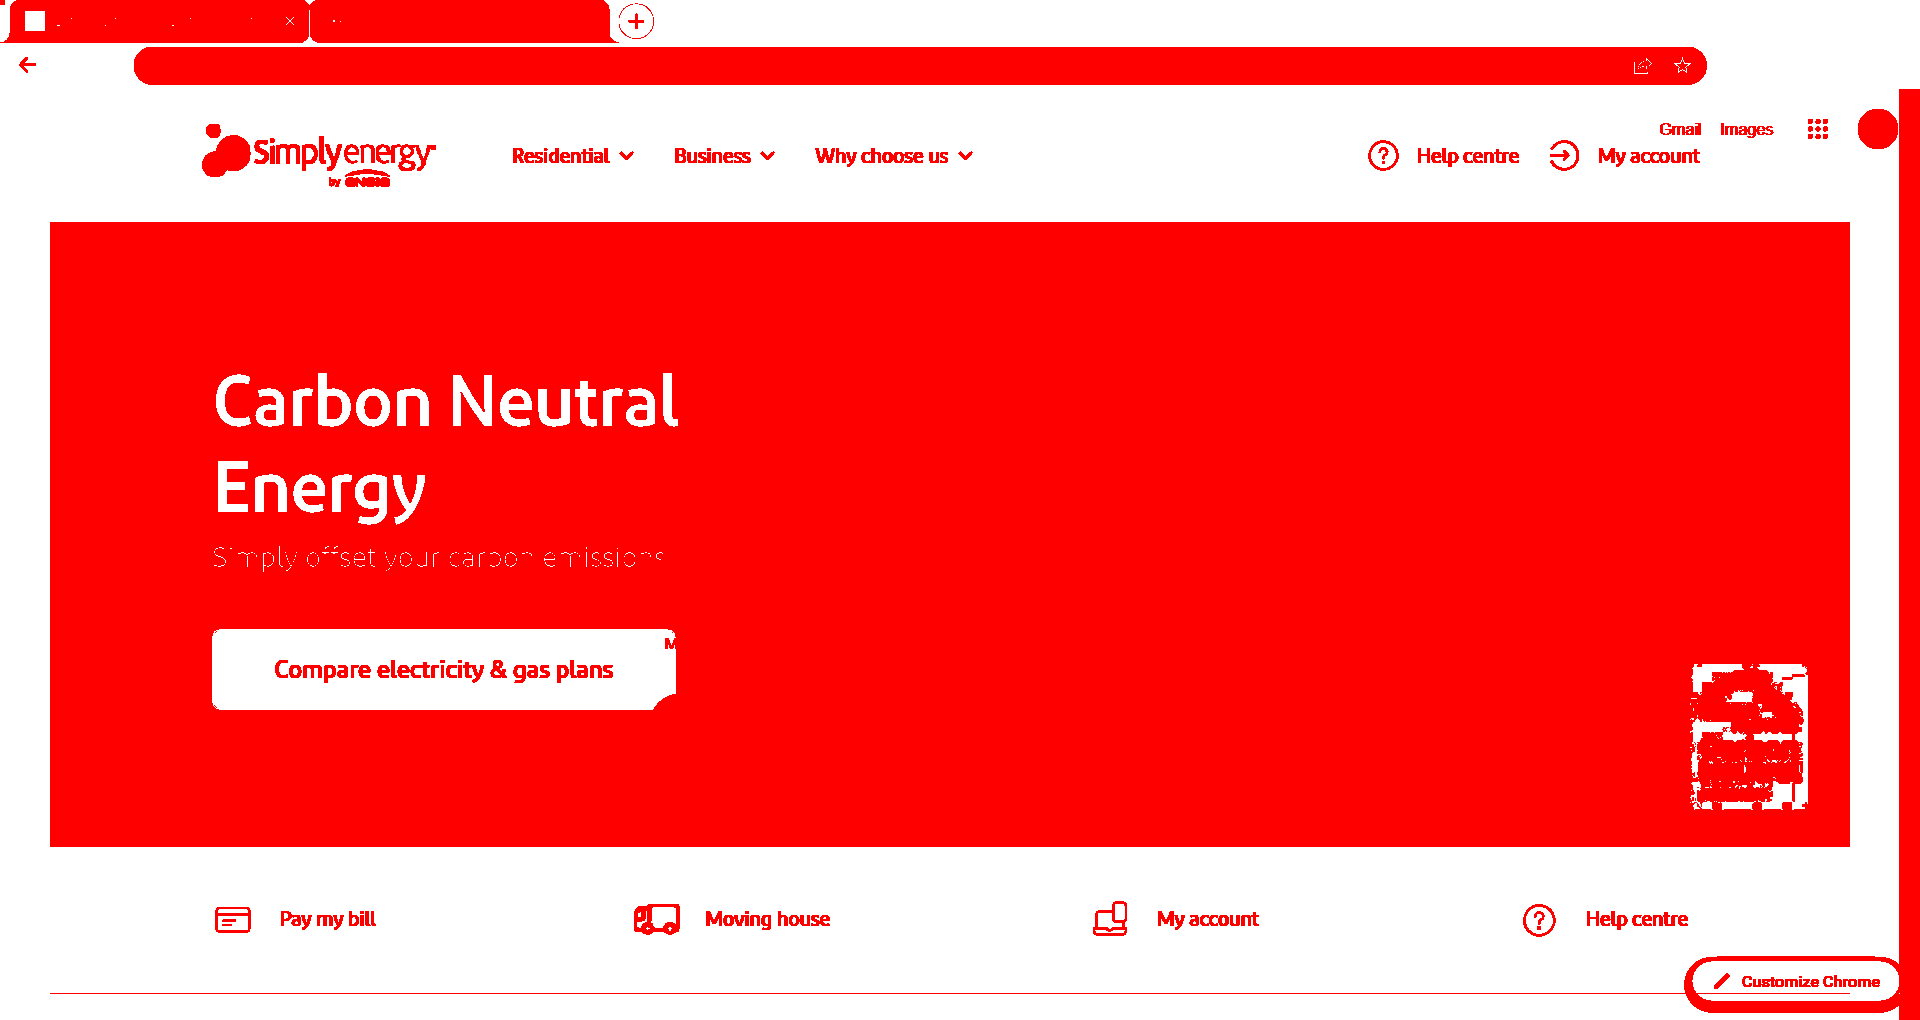 Gmail Images
Simplyenergy
by ENGIE
Residential Business Why choose us Help centre My account
Carbon Neutral
Energy
Simply offset your carbon emissions
Compare electricity & gas plans
Pay my bill Moving house My account Help centre
Customize Chrome